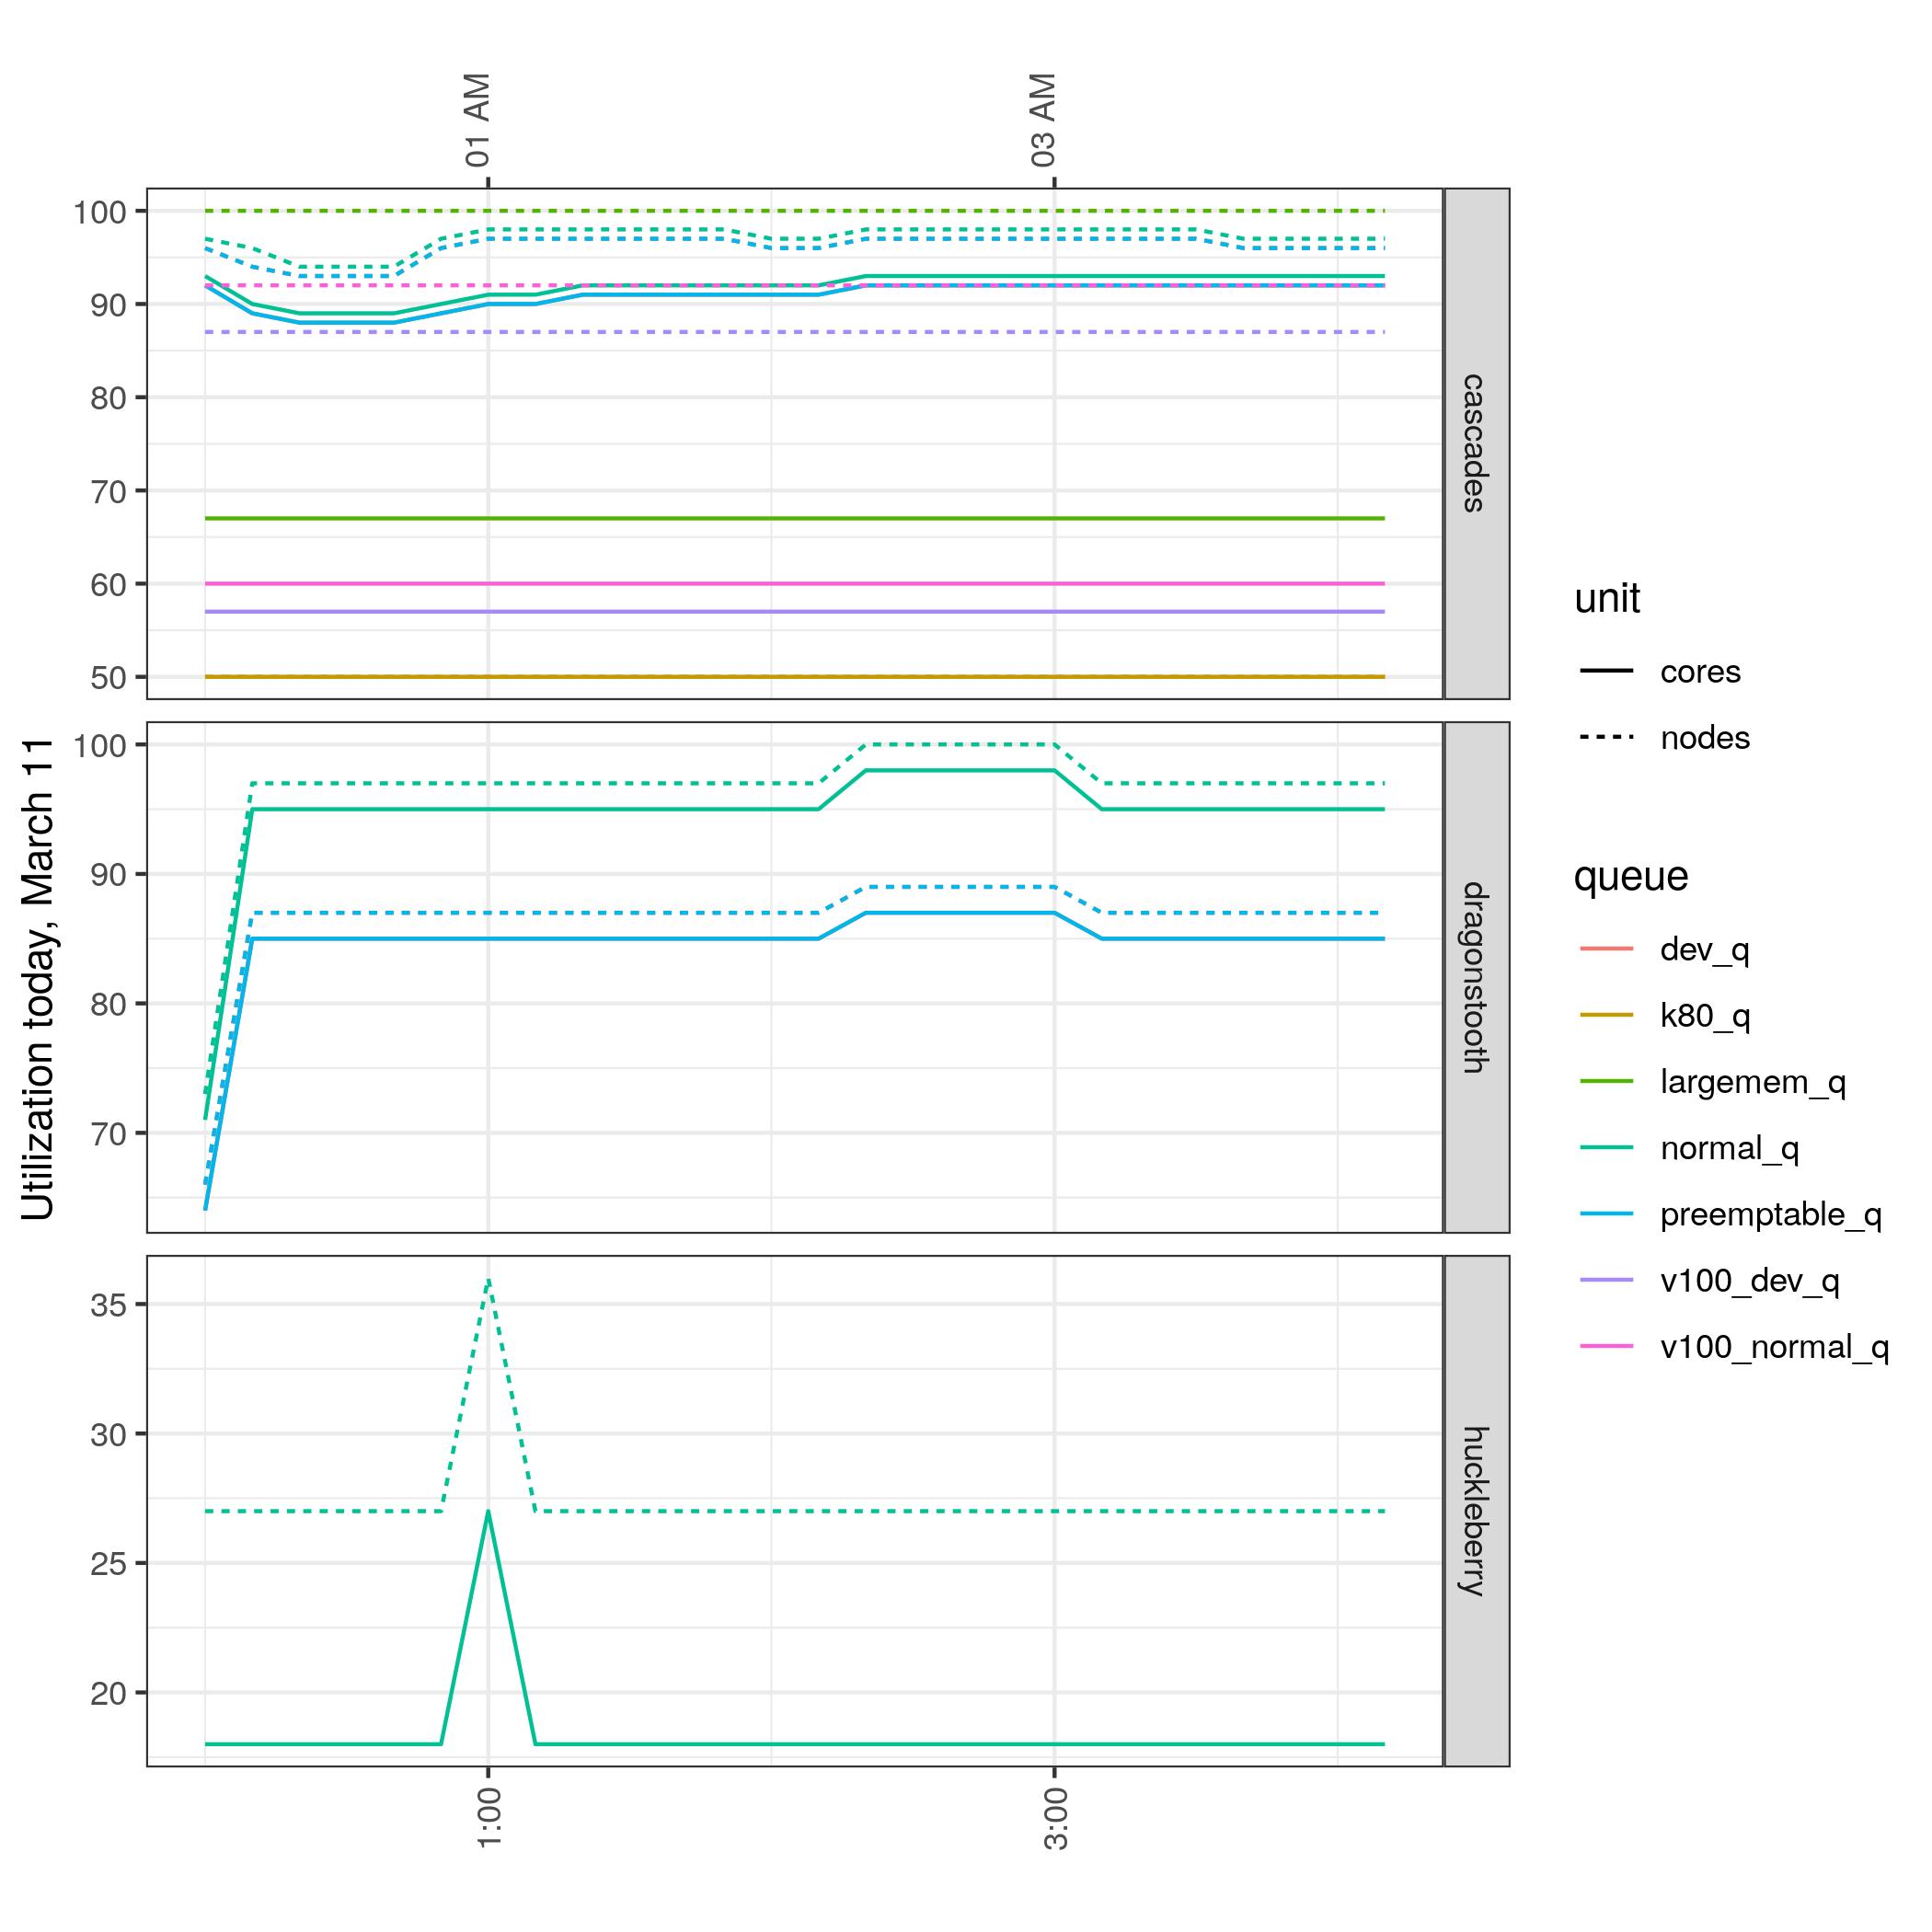 01 AM
03 AM
100
90
80
70
60
50
cascades
100
90
80
70
dragonstooth
35
30
25
20
huckleberry
1:00
3:00
Utilization today, March 11
unit
cores
nodes
queue
dev_q
k80_q
largemem_q
normal_q
preemptable_q
v100_dev_q
v100_normal_q